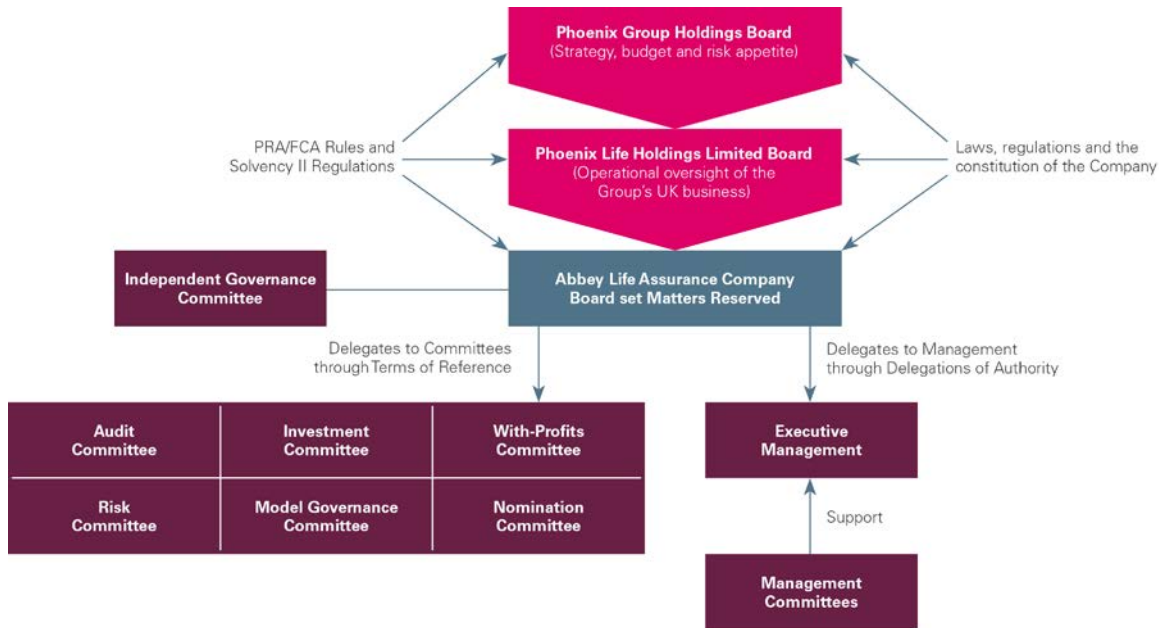 Phoenix Group Holdings Board
(Strategy, budget and risk appetite)
PRA/FCA Rules and
Solvency II Regulations
Phoenix Life Holdings Limited Board
(Operational oversight of the
Group's UK business)
Laws, regulations and the
constitution of the Company
Independent Governance
Committee
Abbey Life Assurance Company
Board set Matters Reserved
Delegates to Committees
through Terms of Reference
Delegates to Management
through Delegations of Authority
Audit
Committee
Investment
Committee
With-Profits
Committee
Executive
Management
Risk
Committee
Model Governance
Committee
Nomination
Committee
Support
Management
Committees